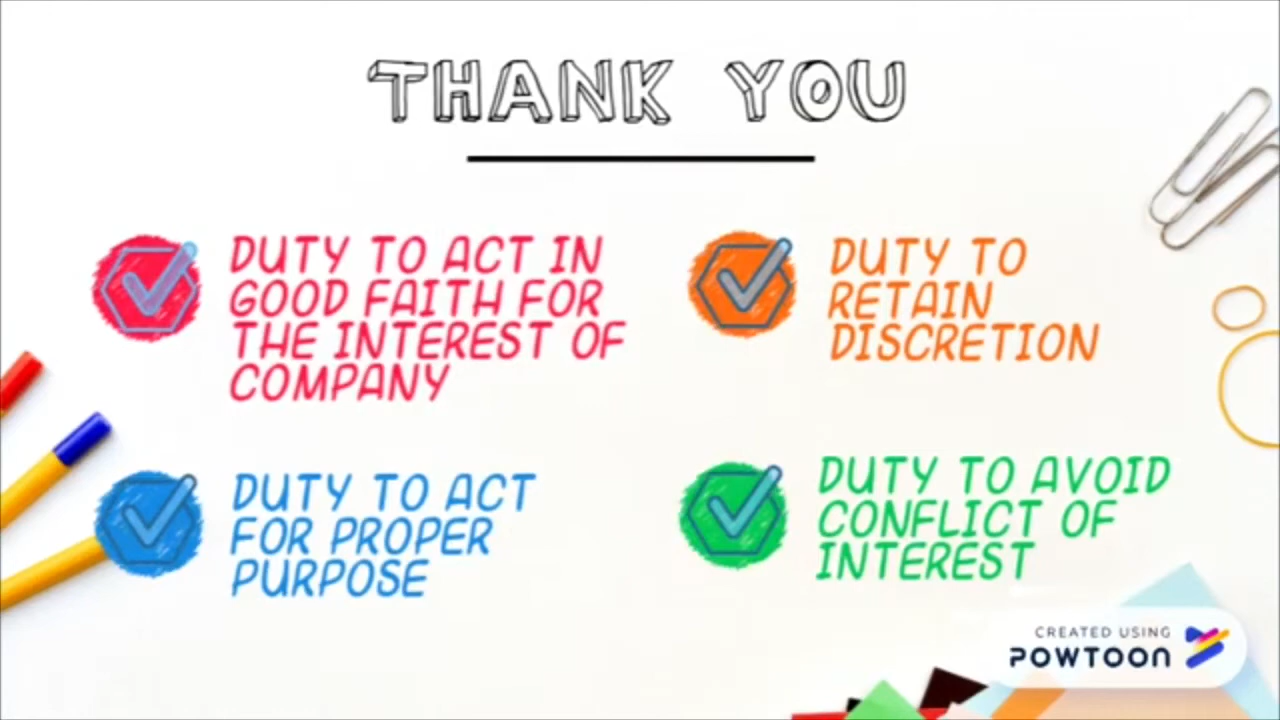 THANK YOU
DUTY TO ACT IN
GOOD FAITH FOR
THE INTEREST OF
COMPANY
DUTY TO
RETAIN
DISCRETION
DUTY TO ACT
FOR PROPER
PURPOSE
DUTY TO AVOID
CONFLICT OF
INTEREST
CREATED USING
POWTOON